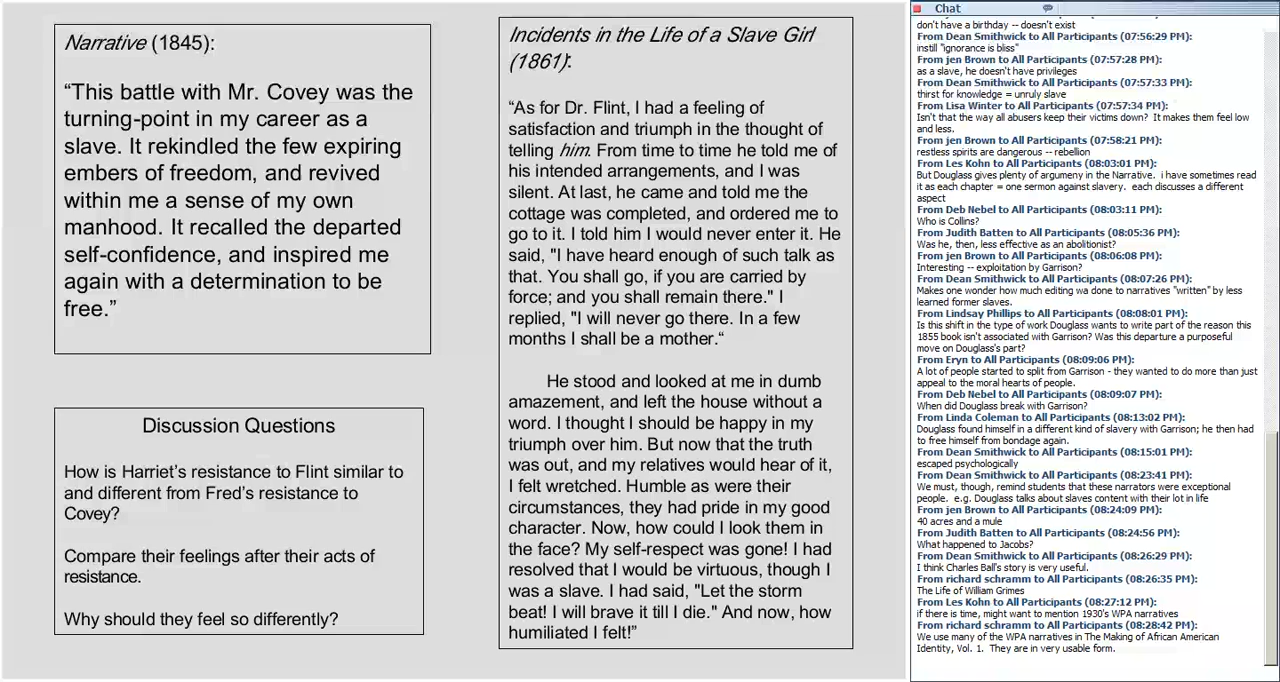 Narrative (1845):
“This battle with Mr. Covey was the
turning-point in my career as a
slave. It rekindled the few expiring
embers of freedom, and revived
within me a sense of my own
manhood. It recalled the departed
self-confidence, and inspired me
again with a determination to be
free.”
Discussion Questions
How is Harriet’s resistance to Flint similar to
and different from Fred’s resistance to
Covey?
Compare their feelings after their acts of
resistance.
Why should they feel so differently?
Incidents in the Life of a Slave Girl
(1861):
“As for Dr. Flint, I had a feeling of
satisfaction and triumph in the thought of
telling him. From time to time he told me of
his intended arrangements, and I was
silent. At last, he came and told me the
cottage was completed, and ordered me to
go to it. I told him I would never enter it. He
said, "I have heard enough of such talk as
that. You shall go, if you are carried by
force; and you shall remain there." I
replied, "I will never go there. In a few
months I shall be a mother.“
He stood and looked at me in dumb
amazement, and left the house without a
word. I thought I should be happy in my
triumph over him. But now that the truth
was out, and my relatives would hear of it,
I felt wretched. Humble as were their
circumstances, they had pride in my good
character. Now, how could I look them in
the face? My self-respect was gone! I had
resolved that I would be virtuous, though I
was a slave. I had said, "Let the storm
beat! I will brave it till I die." And now, how
humiliated I felt!”
Chat
don't have a birthday -- doesn't exist
From Dean Smithwick to All Participants (07:56:29 PM):
instill "ignorance is bliss"
From jen Brown to All Participants (07:57:28 PM):
as a slave, he doesn't have privileges
From Dean Smithwick to All Participants (07:57:33 PM):
thirst for knowledge = unruly slave
From Lisa Winter to All Participants (07:57:34 PM):
Isn't that the way all abusers keep their victims down? It makes them feel low
and less.
From jen Brown to All Participants (07:58:21 PM):
restless spirits are dangerous -- rebellion
From Les Kohn to All Participants (08:03:01 PM):
But Douglass gives plenty of argumeny in the Narrative. i have sometimes read
it as each chapter = one sermon against slavery. each discusses a different
aspect
From Deb Nebel to All Participants (08:03:11 PM):
Who is Collins?
From Judith Batten to All Participants (08:05:36 PM):
Was he, then, less effective as an abolitionist?
From jen Brown to All Participants (08:06:08 PM):
Interesting -- exploitation by Garrison?
From Dean Smithwick to All Participants (08:07:26 PM):
Makes one wonder how much editing wa done to narratives "written" by less
learned former slaves.
From Lindsay Phillips to All Participants (08:08:01 PM):
Is this shift in the type of work Douglass wants to write part of the reason this
1855 book isn't associated with Garrison? Was this departure a purposeful
move on Douglass's part?
From Eryn to All Participants (08:09:06 PM):
A lot of people started to split from Garrison - they wanted to do more than just
appeal to the moral hearts of people.
From Deb Nebel to All Participants (08:09:07 PM):
When did Douglass break with Garrison?
From Linda Coleman to All Participants (08:13:02 PM):
Douglass found himself in a different kind of slavery with Garrison; he then had
to free himself from bondage again.
From Dean Smithwick to All Participants (08:15:01 PM):
escaped psychologically
From Dean Smithwick to All Participants (08:23:41 PM):
We must, though, remind students that these narrators were exceptional
people. e.g. Douglass talks about slaves content with their lot in life
From jen Brown to All Participants (08:24:09 PM):
40 acres and a mule
From Judith Batten to All Participants (08:24:56 PM):
What happened to Jacobs?
From Dean Smithwick to All Participants (08:26:29 PM):
I think Charles Ball's story is very useful.
From richard schramm to All Participants (08:26:35 PM):
The Life of William Grimes
From Les Kohn to All Participants (08:27:12 PM):
if there is time, might want to mention 1930's WPA narratives
From richard schramm to All Participants (08:28:42 PM):
We use many of the WPA narratives in The Making of African American
Identity, Vol. 1. They are in very usable form.